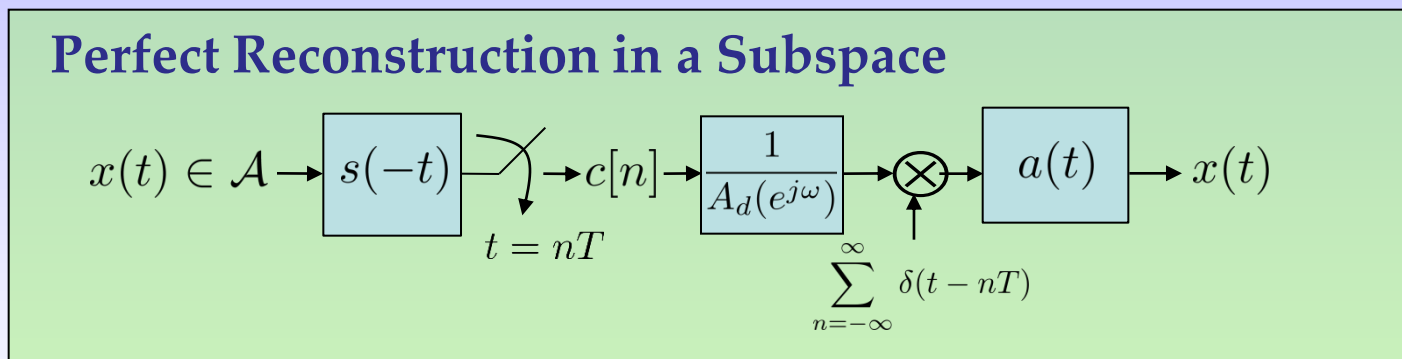 Perfect Reconstruction in a Subspace
x(t) ∈ 𝒜 s(−t) c[n] 1/A_d(e^{jω}) a(t) x(t)
t = nT
∑_{n=−∞}^{∞} δ(t − nT)